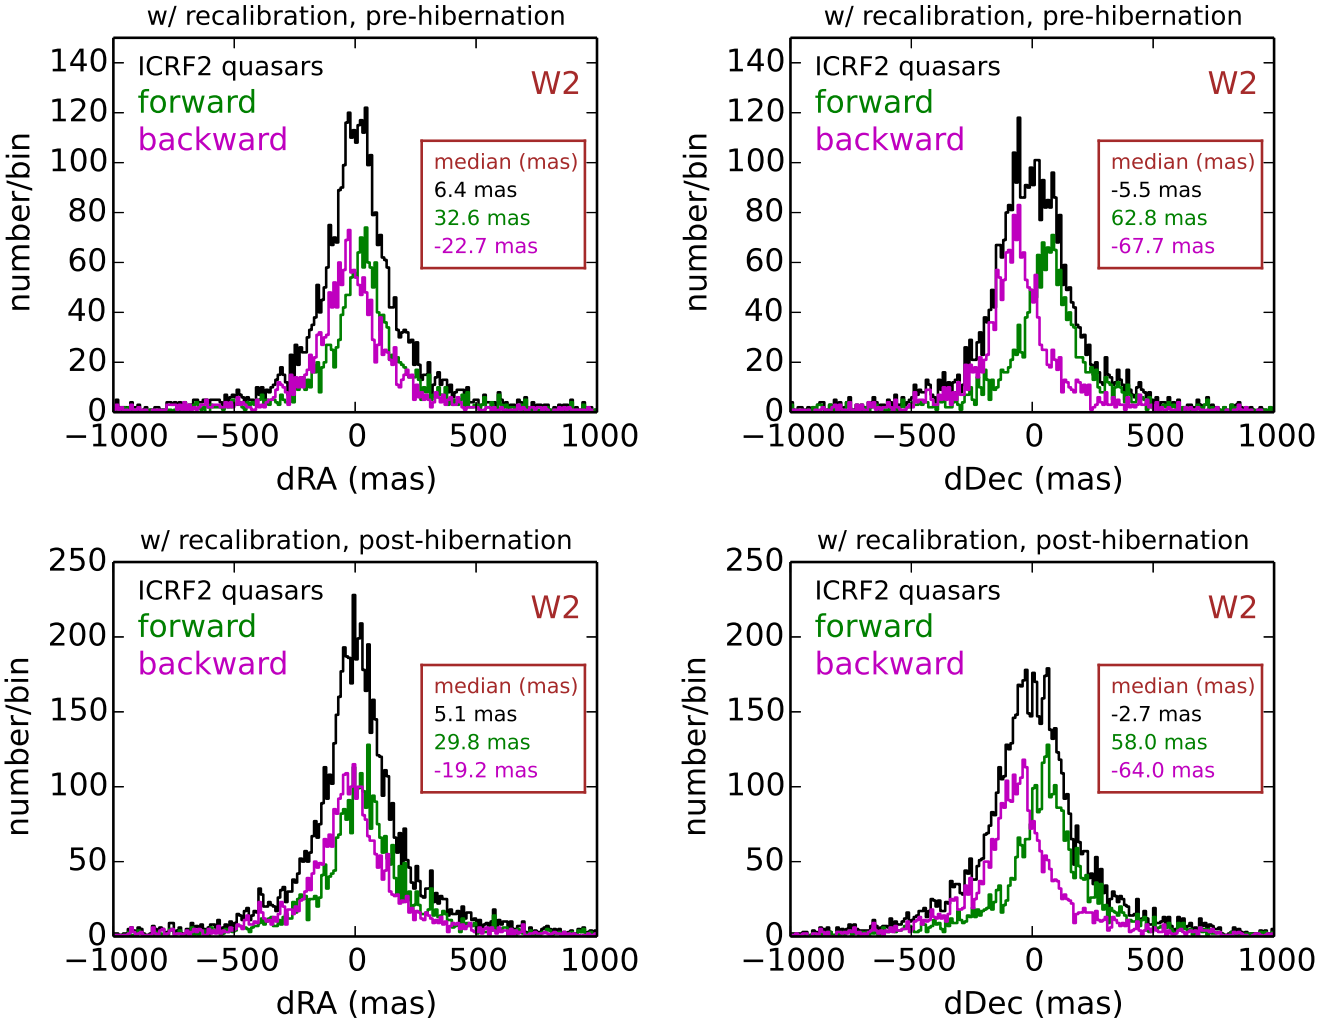 w/ recalibration, pre-hibernation
ICRF2 quasars
forward
backward
W2
median (mas)
6.4 mas
32.6 mas
-22.7 mas
number/bin
140
120
100
80
60
40
20
0
−1000 −500 0 500 1000
dRA (mas)
w/ recalibration, pre-hibernation
ICRF2 quasars
forward
backward
W2
median (mas)
-5.5 mas
62.8 mas
-67.7 mas
number/bin
140
120
100
80
60
40
20
0
−1000 −500 0 500 1000
dDec (mas)
w/ recalibration, post-hibernation
ICRF2 quasars
forward
backward
W2
median (mas)
5.1 mas
29.8 mas
-19.2 mas
number/bin
250
200
150
100
50
0
−1000 −500 0 500 1000
dRA (mas)
w/ recalibration, post-hibernation
ICRF2 quasars
forward
backward
W2
median (mas)
-2.7 mas
58.0 mas
-64.0 mas
number/bin
250
200
150
100
50
0
−1000 −500 0 500 1000
dDec (mas)